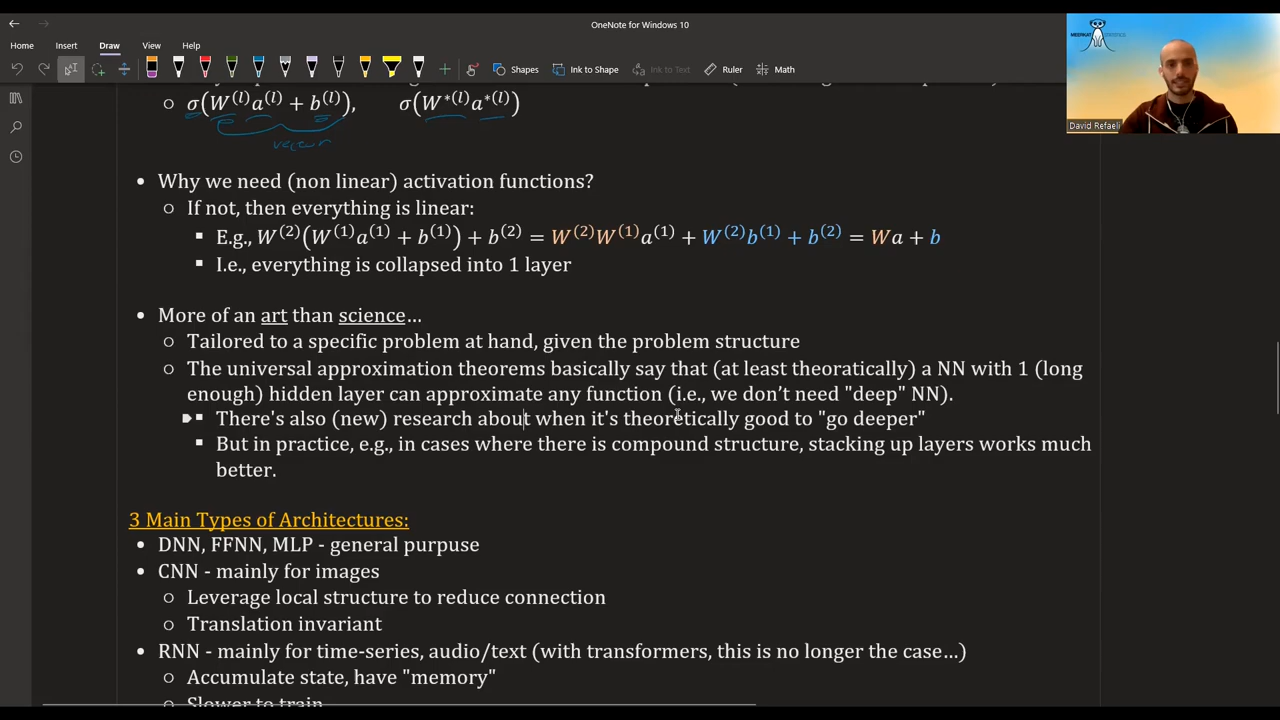 OneNote for Windows 10
Home Insert Draw View Help
Shapes Ink to Shape Ink to Text Ruler Math
MEERKAT
David Refaeli
○ σ(W⁽ˡ⁾a⁽ˡ⁾ + b⁽ˡ⁾), σ(W*⁽ˡ⁾a*⁽ˡ⁾)
vector
• Why we need (non linear) activation functions?
○ If not, then everything is linear:
▪ E.g., W⁽²⁾(W⁽¹⁾a⁽¹⁾ + b⁽¹⁾) + b⁽²⁾ = W⁽²⁾W⁽¹⁾a⁽¹⁾ + W⁽²⁾b⁽¹⁾ + b⁽²⁾ = Wa + b
▪ I.e., everything is collapsed into 1 layer
• More of an art than science…
○ Tailored to a specific problem at hand, given the problem structure
○ The universal approximation theorems basically say that (at least theoratically) a NN with 1 (long
enough) hidden layer can approximate any function (i.e., we don’t need "deep" NN).
▪ There's also (new) research about when it's theoretically good to "go deeper"
▪ But in practice, e.g., in cases where there is compound structure, stacking up layers works much
better.
3 Main Types of Architectures:
• DNN, FFNN, MLP - general purpuse
• CNN - mainly for images
○ Leverage local structure to reduce connection
○ Translation invariant
• RNN - mainly for time-series, audio/text (with transformers, this is no longer the case…)
○ Accumulate state, have "memory"
○ Slower to train